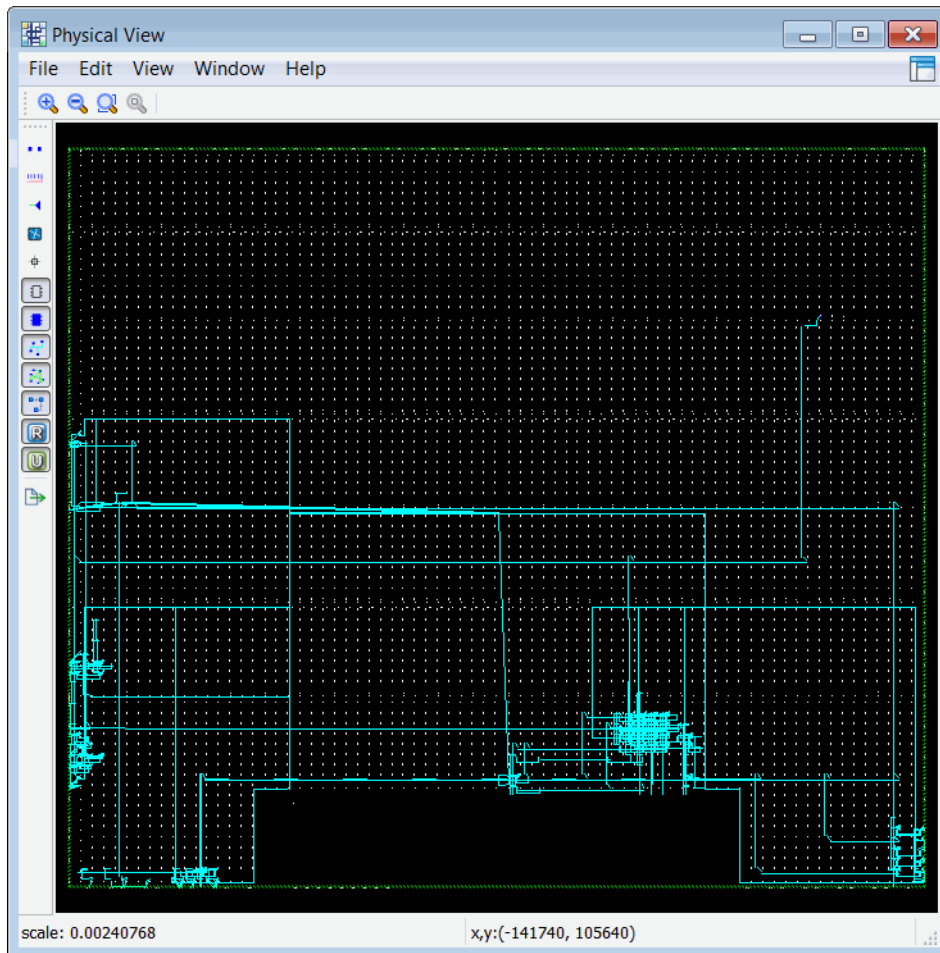 Physical View
File Edit View Window Help
R
U
scale: 0.00240768
x,y:(-141740, 105640)